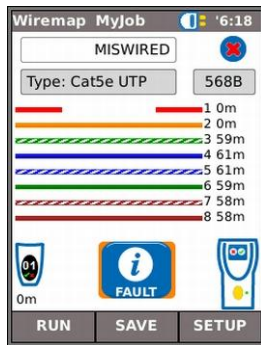 Wiremap MyJob '6:18
MISWIRED
Type: Cat5e UTP 568B
1 0m
2 0m
3 59m
4 61m
5 61m
6 59m
7 58m
8 58m
01
i
FAULT
0m
RUN SAVE SETUP